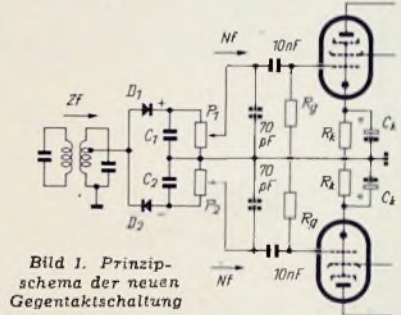 Nf
10nF
Zf
D1
+
C1
P1
70
pF
Rg
Rk
+
Ck
C2
P2
70
pF
Rg
Rk
+
Ck
D2
-
Nf
10nF
Bild 1. Prinzip-
schema der neuen
Gegentaktschaltung